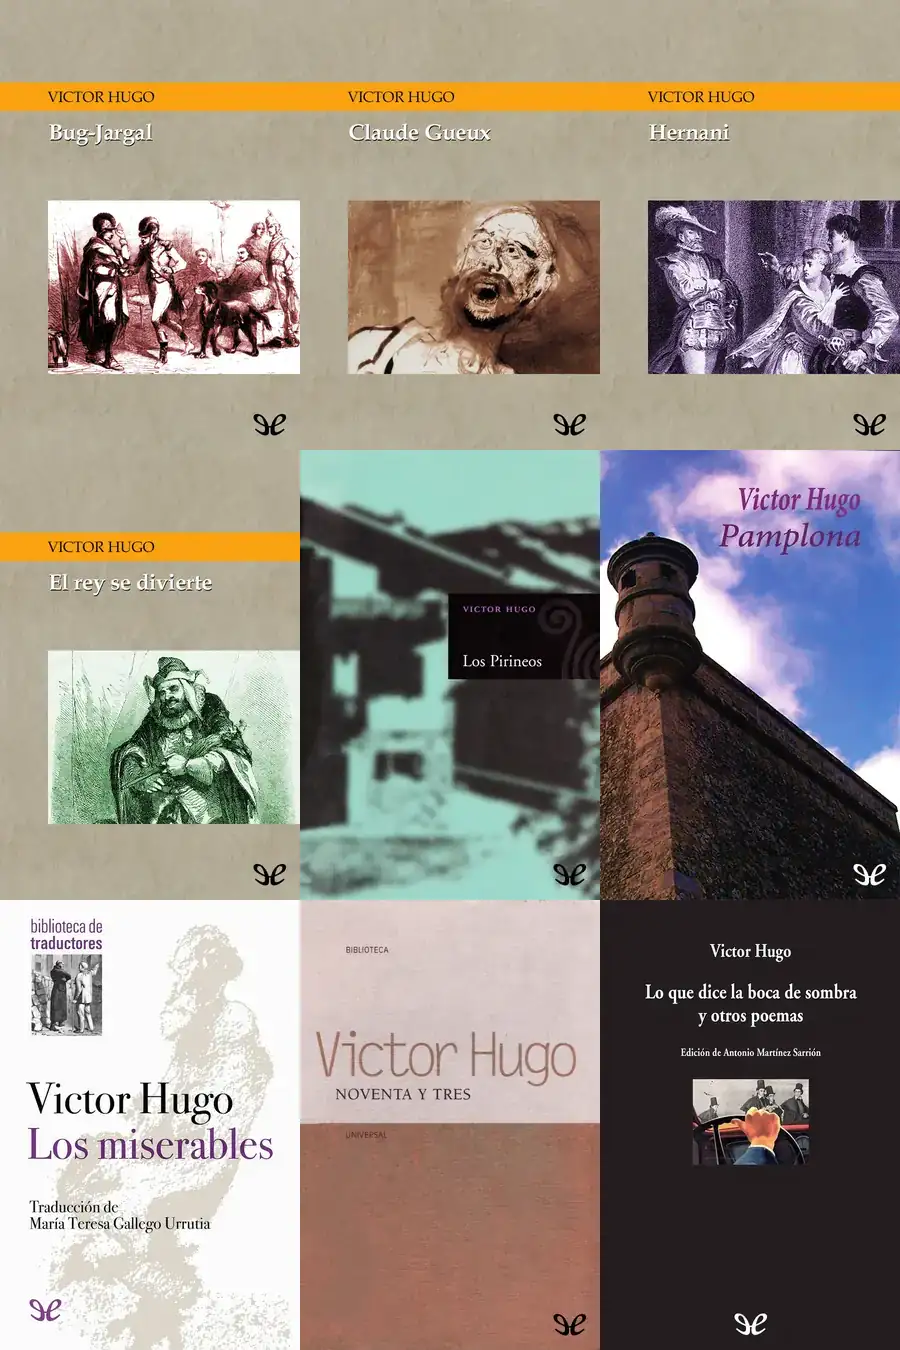 VICTOR HUGO
Bug-Jargal
VICTOR HUGO
Claude Gueux
VICTOR HUGO
Hernani
VICTOR HUGO
El rey se divierte
VICTOR HUGO
Los Pirineos
Victor Hugo
Pamplona
biblioteca de
traductores
Victor Hugo
Los miserables
Traducción de
María Teresa Gallego Urrutia
BIBLIOTECA
Victor Hugo
NOVENTA Y TRES
UNIVERSAL
Victor Hugo
Lo que dice la boca de sombra
y otros poemas
Edición de Antonio Martínez Sarrión